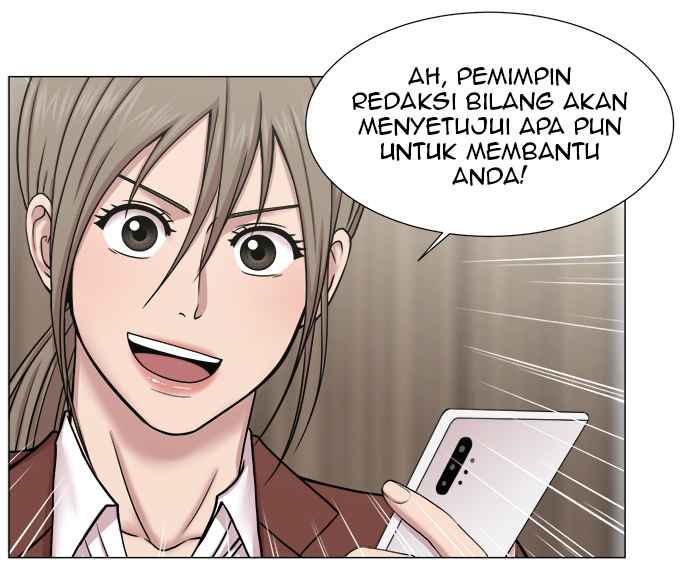 AH, PEMIMPIN
REDAKSI BILANG AKAN
MENYETUJUI APA PUN
UNTUK MEMBANTU
ANDA!